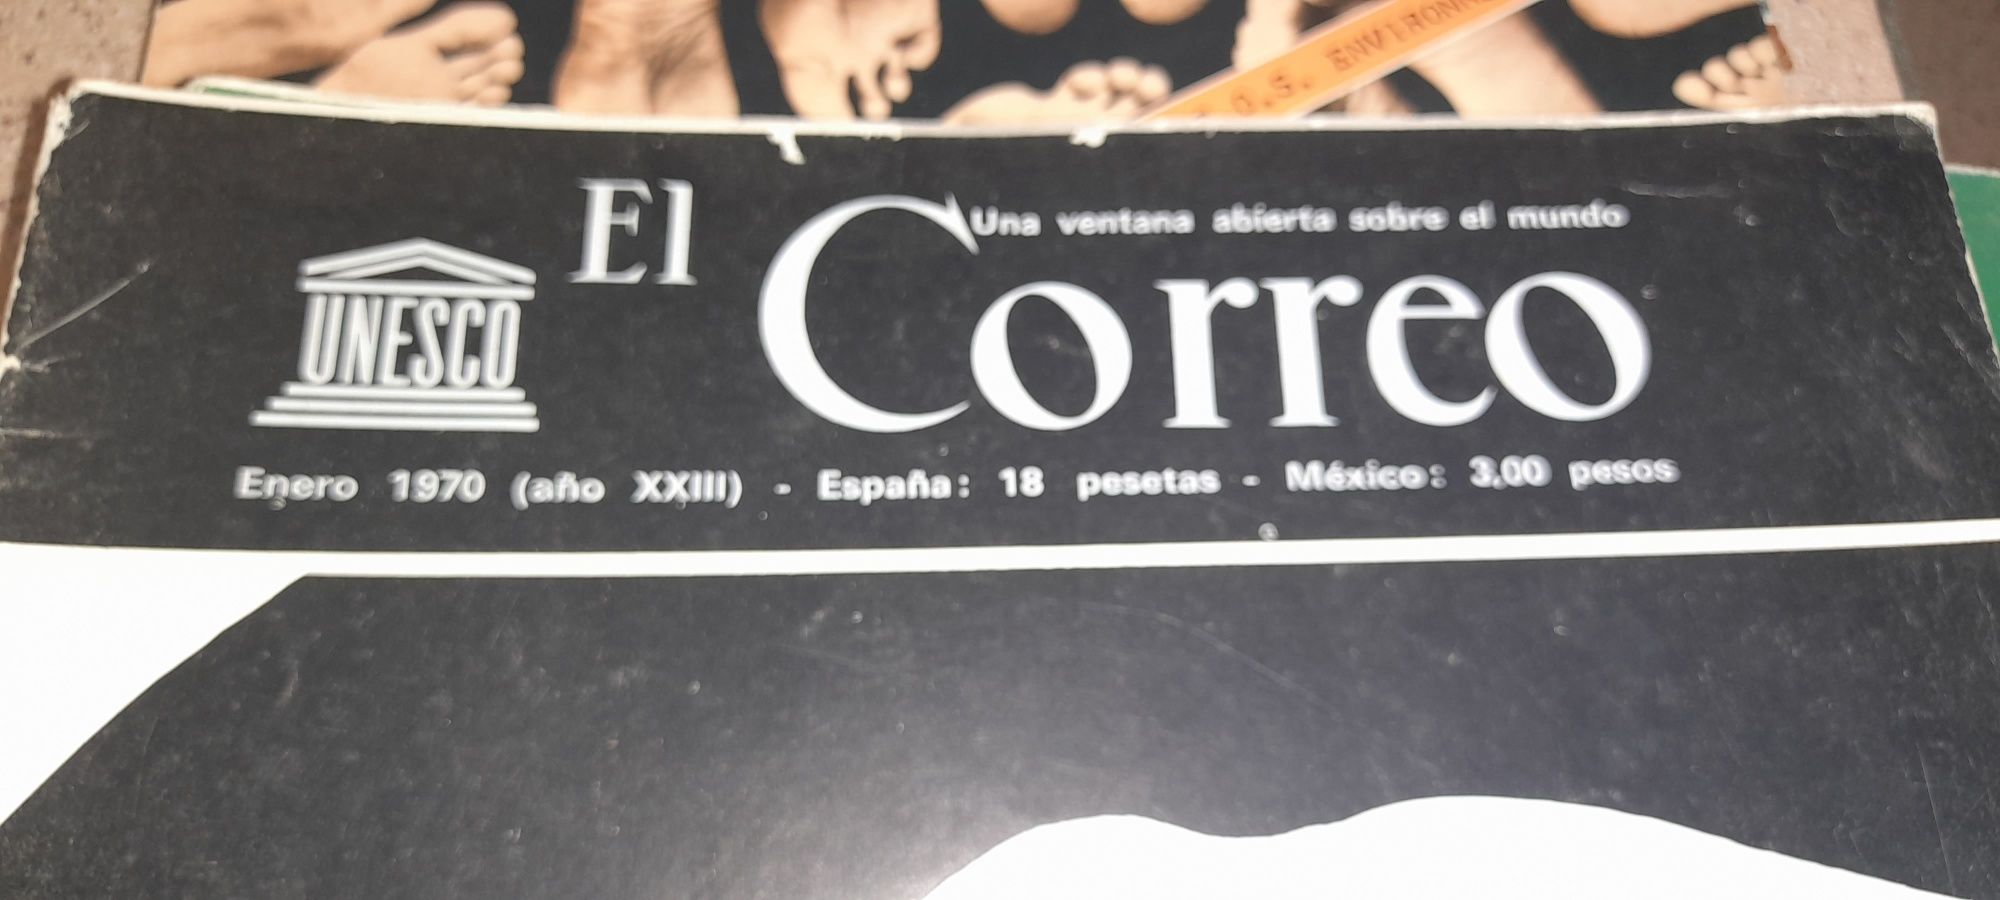 S.O.S. ENVIRONN
El
Una ventana abierta sobre el mundo
Correo
UNESCO
Enero 1970 (año XXIII) - España: 18 pesetas - México: 3,00 pesos